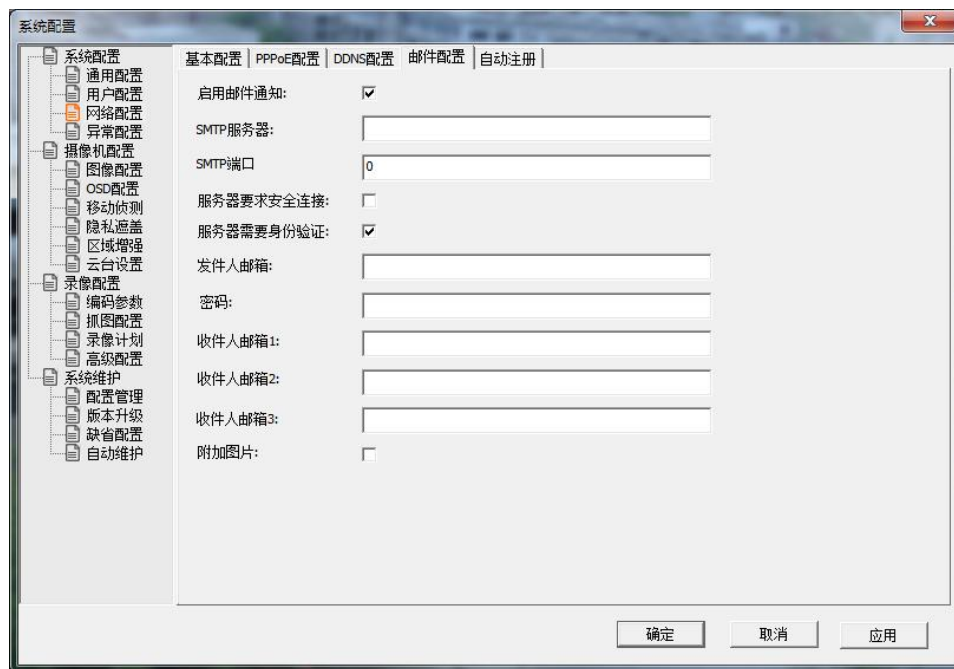 系统配置
系统配置
通用配置
用户配置
网络配置
异常配置
摄像机配置
图像配置
OSD配置
移动侦测
隐私遮盖
区域增强
云台设置
录像配置
编码参数
抓图配置
录像计划
高级配置
系统维护
配置管理
版本升级
缺省配置
自动维护
基本配置 PPPoE配置 DDNS配置 邮件配置 自动注册
启用邮件通知:
SMTP服务器:
SMTP端口 0
服务器要求安全连接:
服务器需要身份验证:
发件人邮箱:
密码:
收件人邮箱1:
收件人邮箱2:
收件人邮箱3:
附加图片:
确定 取消 应用